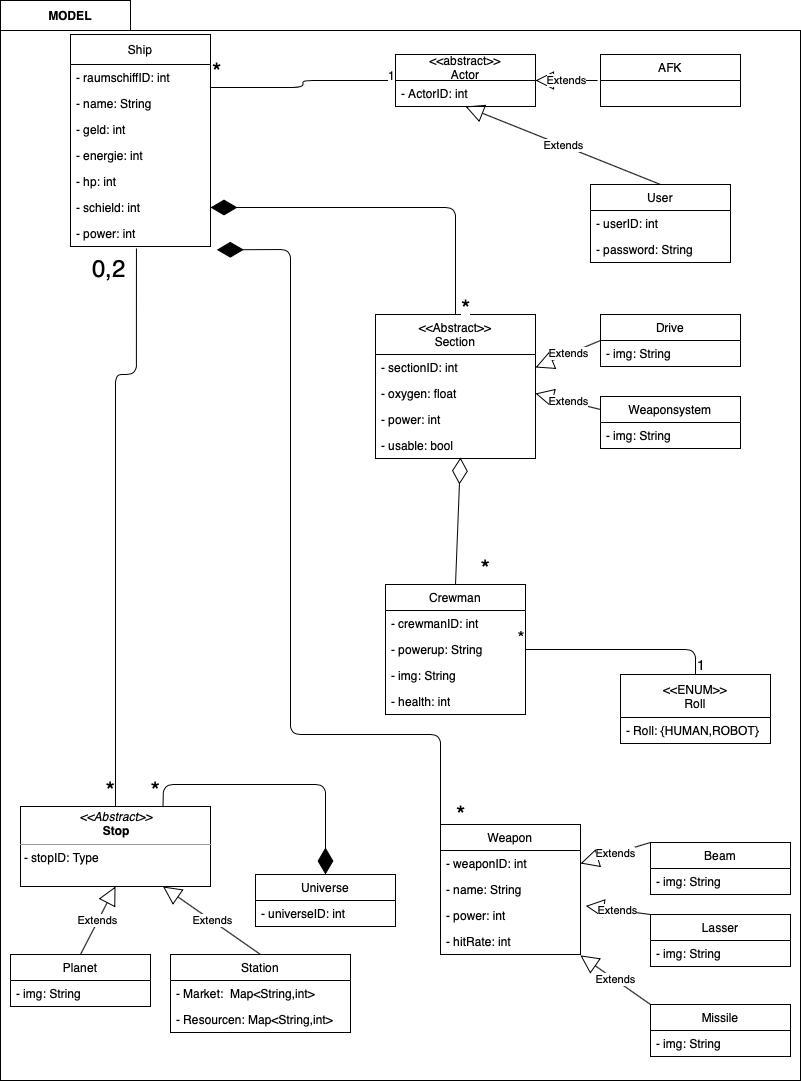 MODEL
Ship
- raumschiffID: int
- name: String
- geld: int
- energie: int
- hp: int
- schield: int
- power: int
*
1
<<abstract>>
Actor
- ActorID: int
Extends
AFK
Extends
User
- userID: int
- password: String
0,2
*
<<Abstract>>
Section
- sectionID: int
- oxygen: float
- power: int
- usable: bool
Extends
Drive
- img: String
Extends
Weaponsystem
- img: String
*
Crewman
- crewmanID: int
- powerup: String
- img: String
- health: int
*
1
<<ENUM>>
Roll
- Roll: {HUMAN,ROBOT}
*
*
<<Abstract>>
Stop
- stopID: Type
Universe
- universeID: int
Extends
Extends
Planet
- img: String
Station
- Market:  Map<String,int>
- Resourcen: Map<String,int>
*
Weapon
- weaponID: int
- name: String
- power: int
- hitRate: int
Extends
Beam
- img: String
Extends
Lasser
- img: String
Extends
Missile
- img: String